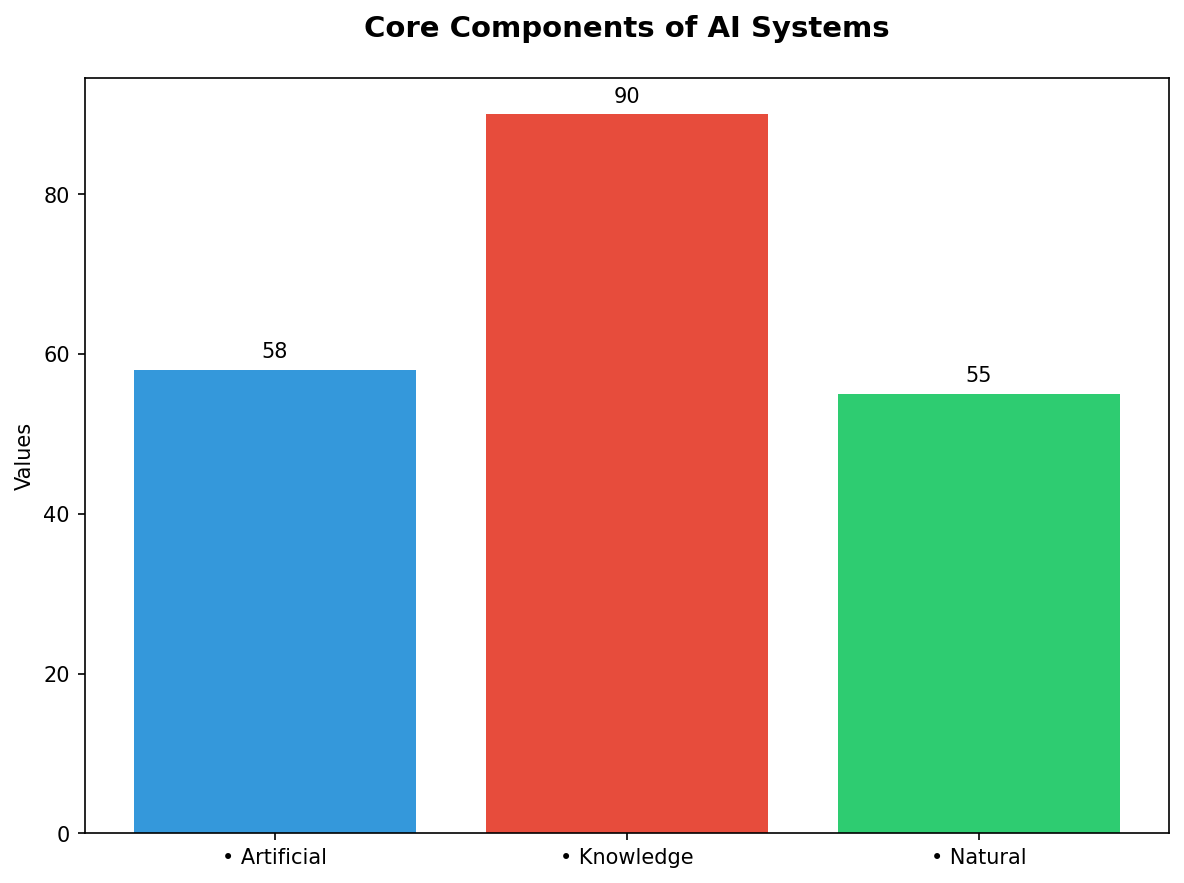 Core Components of AI Systems
90
80
58
60
55
Values
40
20
0
• Artificial
• Knowledge
• Natural